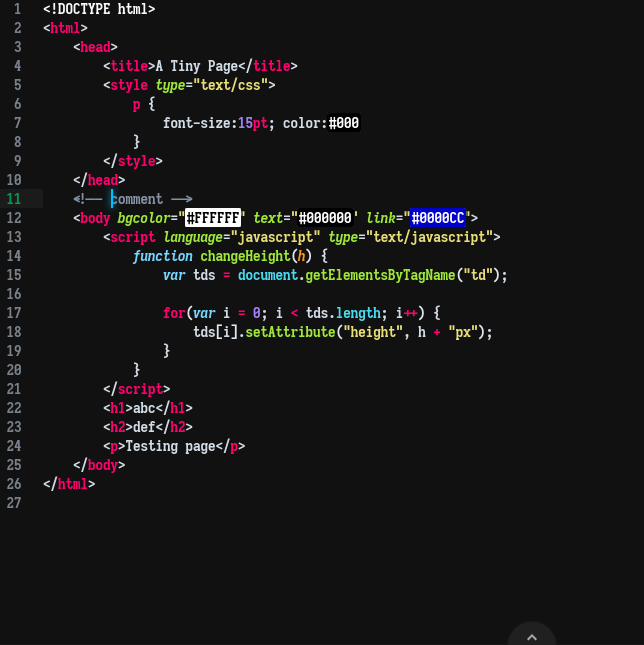 1 <!DOCTYPE html>
2 <html>
3     <head>
4         <title>A Tiny Page</title>
5         <style type="text/css">
6             p {
7                 font-size:15pt; color:#000
8             }
9         </style>
10     </head>
11     <!-- comment -->
12     <body bgcolor="#FFFFFF" text="#000000" link="#0000CC">
13         <script language="javascript" type="text/javascript">
14             function changeHeight(h) {
15                 var tds = document.getElementsByTagName("td");
16
17                 for(var i = 0; i < tds.length; i++) {
18                     tds[i].setAttribute("height", h + "px");
19                 }
20             }
21         </script>
22         <h1>abc</h1>
23         <h2>def</h2>
24         <p>Testing page</p>
25     </body>
26 </html>
27